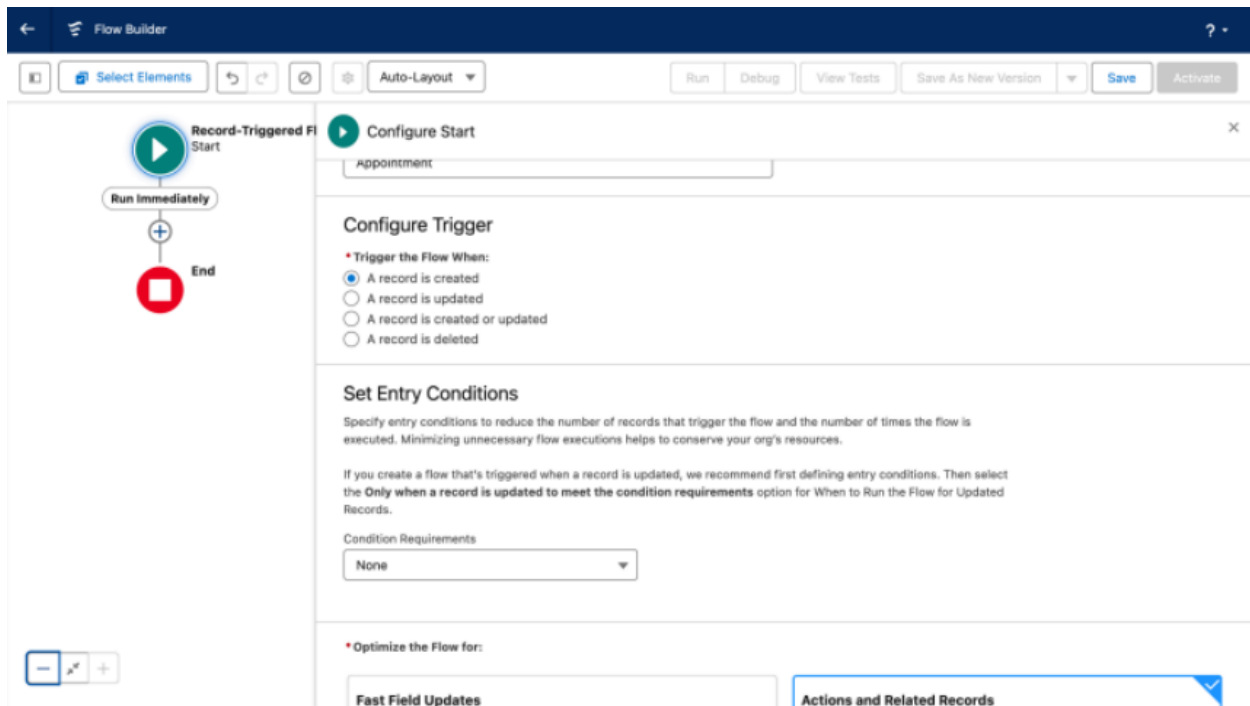 Flow Builder
?
Select Elements
Auto-Layout
Run
Debug
View Tests
Save As New Version
Save
Activate
Record-Triggered Fl
Start
Run Immediately
End
Configure Start
Appointment
Configure Trigger
*Trigger the Flow When:
A record is created
A record is updated
A record is created or updated
A record is deleted
Set Entry Conditions
Specify entry conditions to reduce the number of records that trigger the flow and the number of times the flow is
executed. Minimizing unnecessary flow executions helps to conserve your org's resources.
If you create a flow that's triggered when a record is updated, we recommend first defining entry conditions. Then select
the Only when a record is updated to meet the condition requirements option for When to Run the Flow for Updated
Records.
Condition Requirements
None
*Optimize the Flow for:
Fast Field Updates
Actions and Related Records